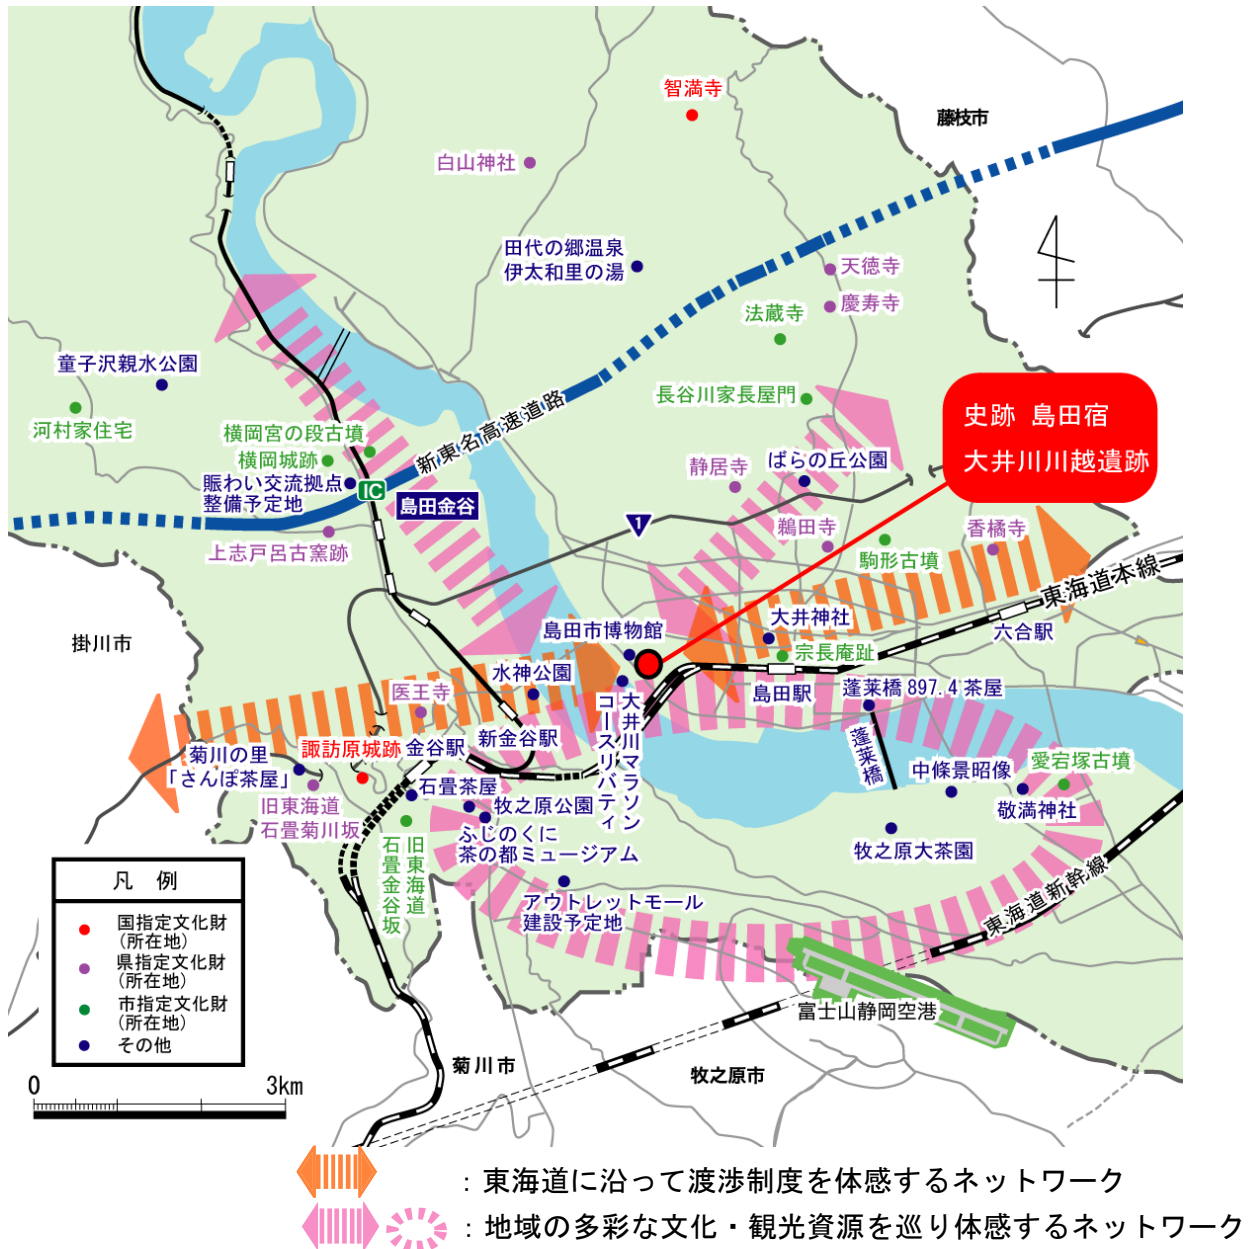 智満寺
藤枝市
白山神社
田代の郷温泉
伊太和里の湯
天徳寺
慶寿寺
法蔵寺
童子沢親水公園
河村家住宅
長谷川家長屋門
史跡 島田宿
大井川川越遺跡
新東名高速道路
横岡宮の段古墳
横岡城跡
賑わい交流拠点
整備予定地
IC
島田金谷
静居寺
ばらの丘公園
上志戸呂古窯跡
1
鵜田寺
駒形古墳
香橘寺
東海道本線
掛川市
島田市博物館
大井神社
六合駅
宗長庵趾
水神公園
医王寺
島田駅
蓬莱橋897.4茶屋
大井川マラソン
コースリバティ
菊川の里
「さんぽ茶屋」
諏訪原城跡
金谷駅
新金谷駅
蓬莱橋
中條景昭像
愛宕塚古墳
敬満神社
旧東海道
石畳菊川坂
石畳茶屋
牧之原公園
ふじのくに
茶の都ミュージアム
牧之原大茶園
旧東海道
石畳金谷坂
アウトレットモール
建設予定地
東海道新幹線
富士山静岡空港
凡 例
国指定文化財
(所在地)
県指定文化財
(所在地)
市指定文化財
(所在地)
その他
0 3km
菊川市
牧之原市
：東海道に沿って渡渉制度を体感するネットワーク
：地域の多彩な文化・観光資源を巡り体感するネットワーク